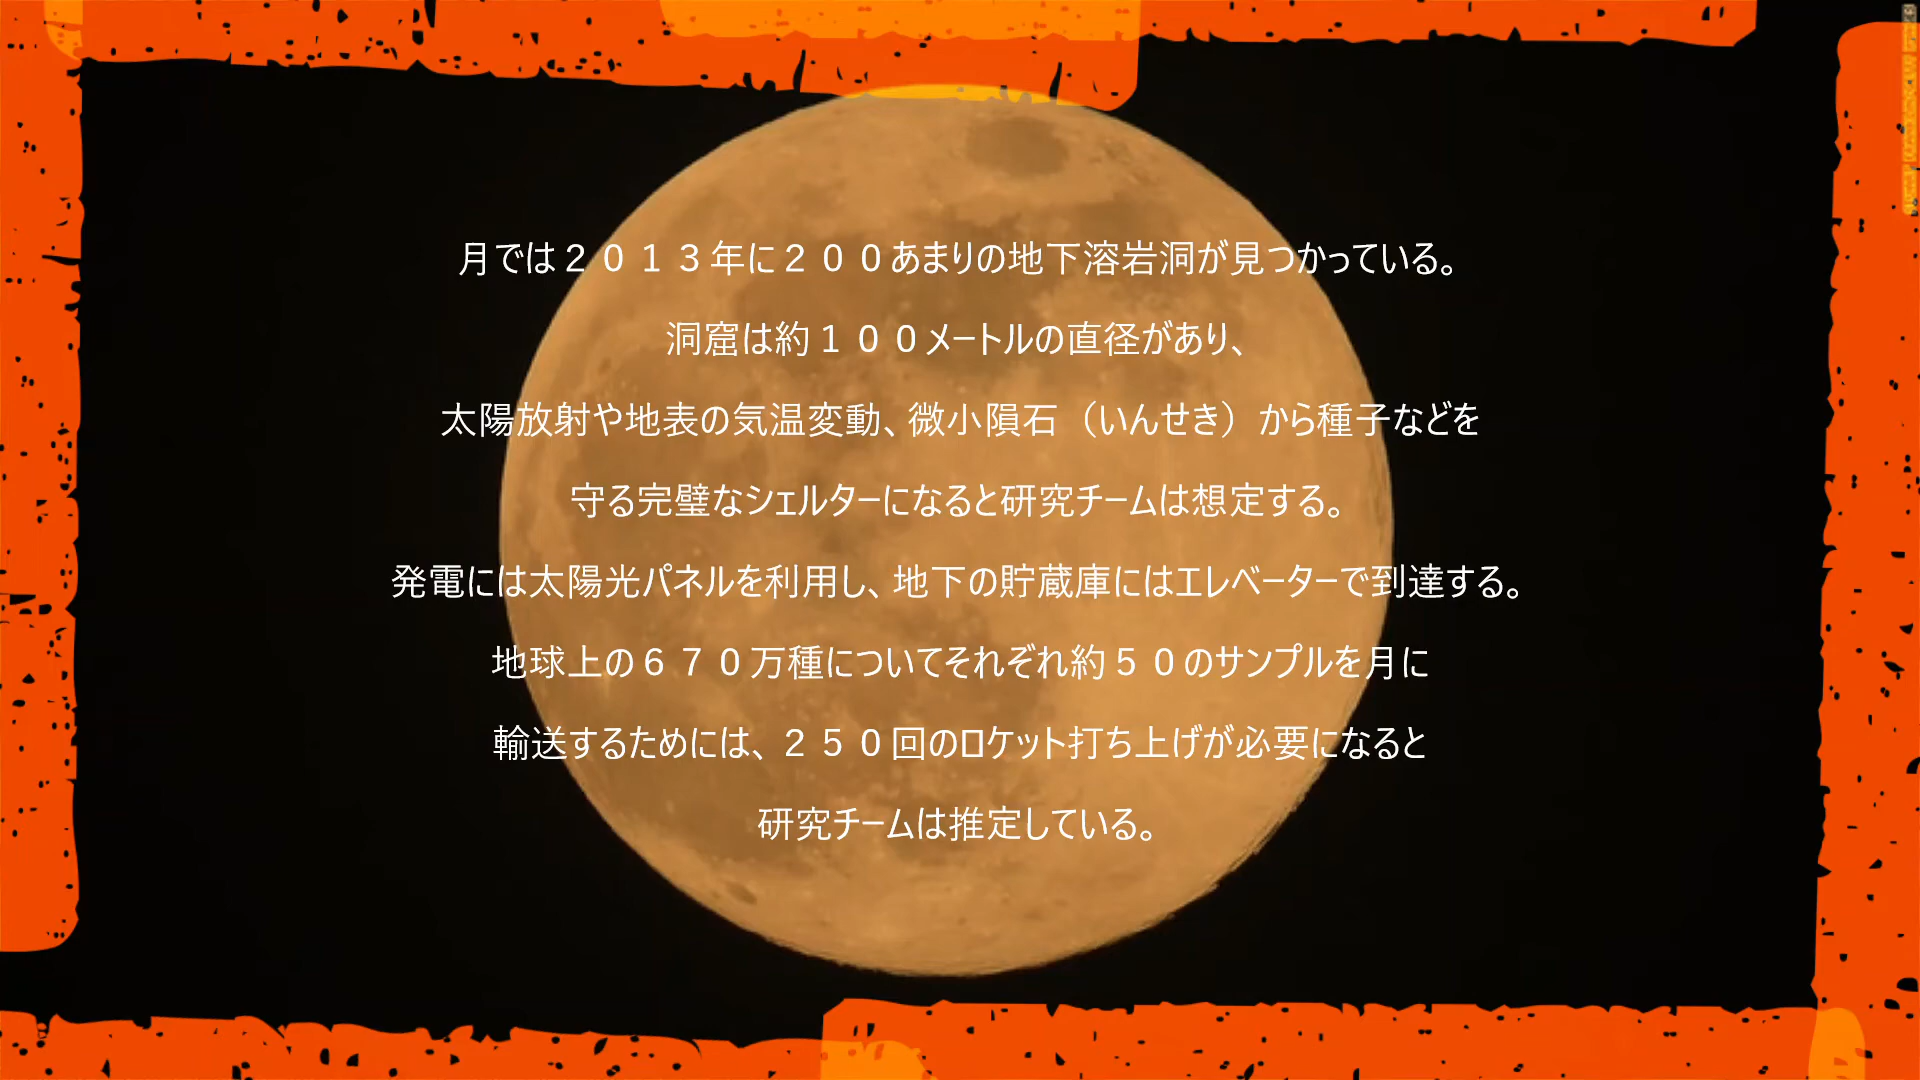 月では２０１３年に２００あまりの地下溶岩洞が見つかっている。
洞窟は約１００メートルの直径があり、
太陽放射や地表の気温変動、微小隕石（いんせき）から種子などを
守る完璧なシェルターになると研究チームは想定する。
発電には太陽光パネルを利用し、地下の貯蔵庫にはエレベーターで到達する。
地球上の６７０万種についてそれぞれ約５０のサンプルを月に
輸送するためには、２５０回のロケット打ち上げが必要になると
研究チームは推定している。